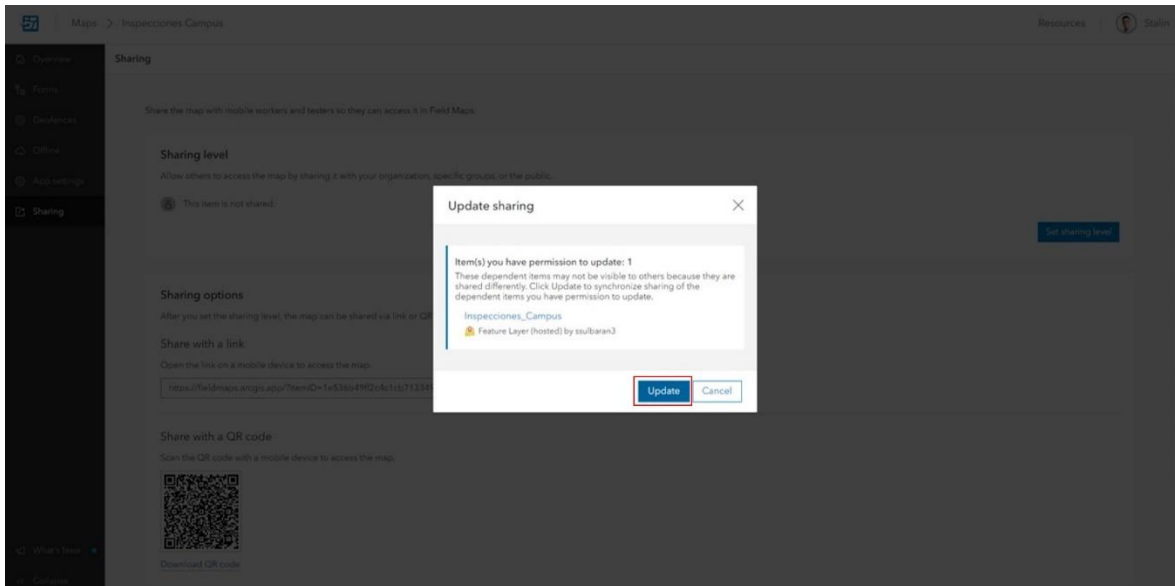 Maps > Inspecciones Campus
Resources
Stalin
Overview
Sharing
Forms
Share the map with mobile workers and testers so they can access it in Field Maps
Geofences
Offline
Sharing level
App settings
Allow others to access the map by sharing it with your organization, specific groups, or the public.
Sharing
This item is not shared
Set sharing level
Update sharing
Item(s) you have permission to update: 1
These dependent items may not be visible to others because they are
shared differently. Click Update to synchronize sharing of the
dependent items you have permission to update.
Inspecciones_Campus
Feature Layer (hosted) by ssulbaran3
Update
Cancel
Sharing options
After you set the sharing level, the map can be shared via link or QR
Share with a link
Open the link on a mobile device to access the map.
Share with a QR code
Scan the QR code with a mobile device to access the map.
Download QR code
What's New
Collapse